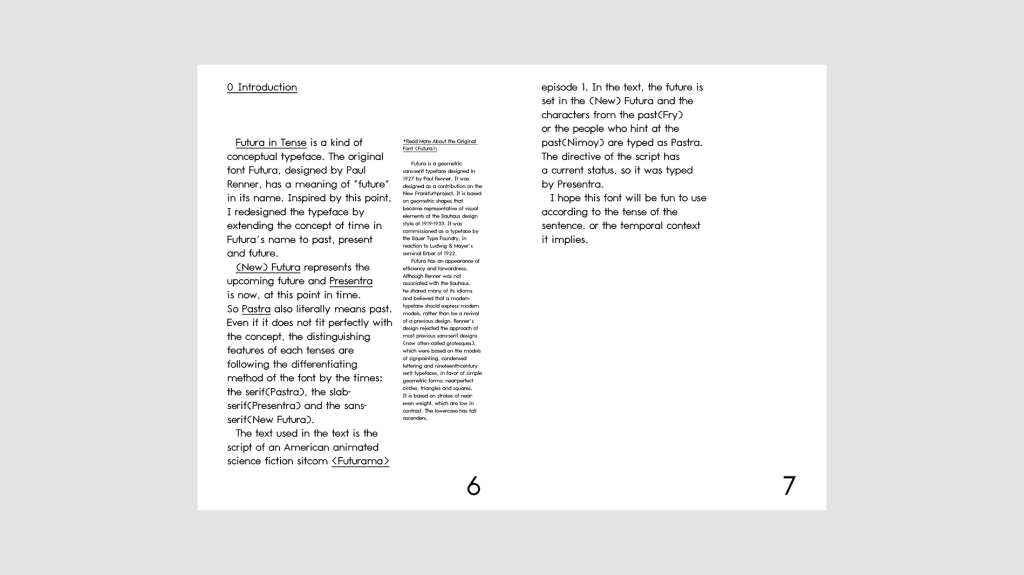 0 Introduction
Futura in Tense is a kind of
conceptual typeface. The original
font Futura, designed by Paul
Renner, has a meaning of "future"
in its name. Inspired by this point,
I redesigned the typeface by
extending the concept of time in
Futura's name to past, present
and future.
(New) Futura represents the
upcoming future and Presentra
is now, at this point in time.
So Pastra also literally means past.
Even if it does not fit perfectly with
the concept, the distinguishing
features of each tenses are
following the differentiating
method of the font by the times:
the serif(Pastra), the slab-
serif(Presentra) and the sans-
serif(New Futura).
The text used in the text is the
script of an American animated
science fiction sitcom <Futurama>
*Read More About the Original
Font <Futura>:
Futura is a geometric
sans-serif typeface designed in
1927 by Paul Renner. It was
designed as a contribution on the
New Frankfurt-project. It is based
on geometric shapes that
became representative of visual
elements of the Bauhaus design
style of 1919-1933. It was
commissioned as a typeface by
the Bauer Type Foundry, in
reaction to Ludwig & Mayer's
seminal Erbar of 1922.
Futura has an appearance of
efficiency and forwardness.
Although Renner was not
associated with the Bauhaus,
he shared many of its idioms
and believed that a modern
typeface should express modern
models, rather than be a revival
of a previous design. Renner's
design rejected the approach of
most previous sans-serif designs
(now often called grotesques),
which were based on the models
of signpainting, condensed
lettering and nineteenth-century
serif typefaces, in favor of simple
geometric forms: near-perfect
circles, triangles and squares.
It is based on strokes of near-
even weight, which are low in
contrast. The lowercase has tall
ascenders.
6
episode 1. In the text, the future is
set in the (New) Futura and the
characters from the past(Fry)
or the people who hint at the
past(Nimoy) are typed as Pastra.
The directive of the script has
a current status, so it was typed
by Presentra.
I hope this font will be fun to use
according to the tense of the
sentence, or the temporal context
it implies.
7